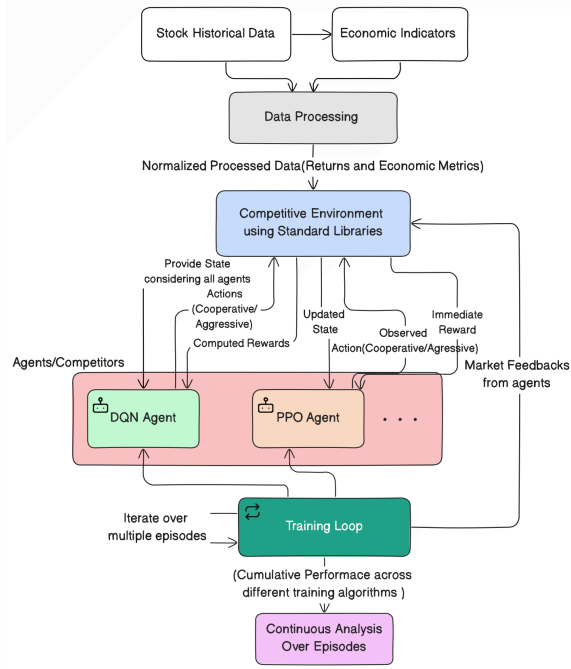 Stock Historical Data
Economic Indicators
Data Processing
Normalized Processed Data(Returns and Economic Metrics)
Competitive Environment
using Standard Libraries
Provide State
considering all agents
Actions
(Cooperative/
Aggressive)
Computed Rewards
Updated
State
Observed
Action(Cooperative/Agressive)
Immediate
Reward
Market Feedbacks
from agents
Agents/Competitors
DQN Agent
PPO Agent
. . .
Iterate over
multiple episodes
Training Loop
(Cumulative Performace across
different training algorithms )
Continuous Analysis
Over Episodes